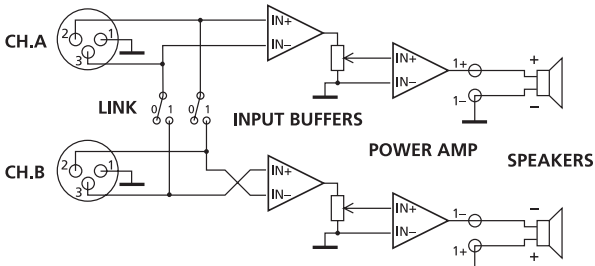 CH.A
2
1
3
IN+
IN–
IN+
IN–
1+
+
1–
–
LINK
0 1
0 1
INPUT BUFFERS
POWER AMP
SPEAKERS
CH.B
2
1
3
IN+
IN–
IN+
IN–
1–
–
1+
+